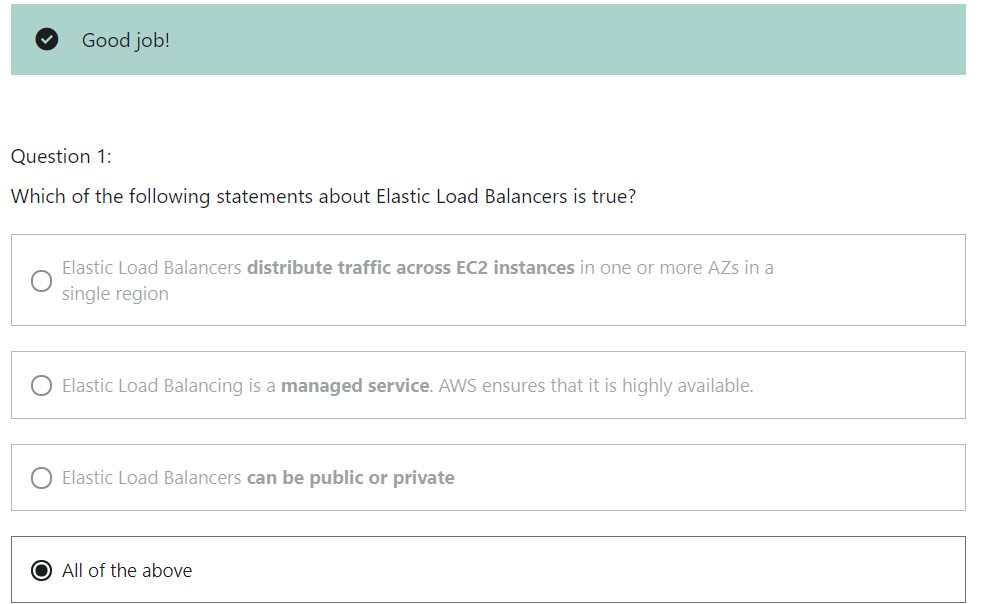 Good job!
Question 1:
Which of the following statements about Elastic Load Balancers is true?
Elastic Load Balancers distribute traffic across EC2 instances in one or more AZs in a
single region
Elastic Load Balancing is a managed service. AWS ensures that it is highly available.
Elastic Load Balancers can be public or private
All of the above